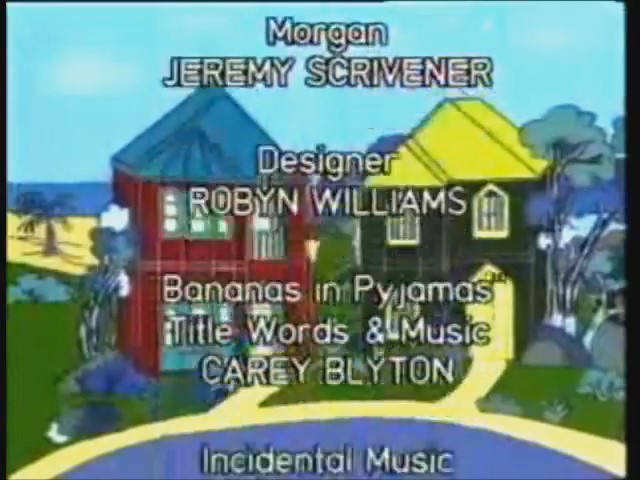 Morgan
JEREMY SCRIVENER
Designer
ROBYN WILLIAMS
Bananas in Pyjamas
Title Words & Music
CAREY BLYTON
Incidental Music